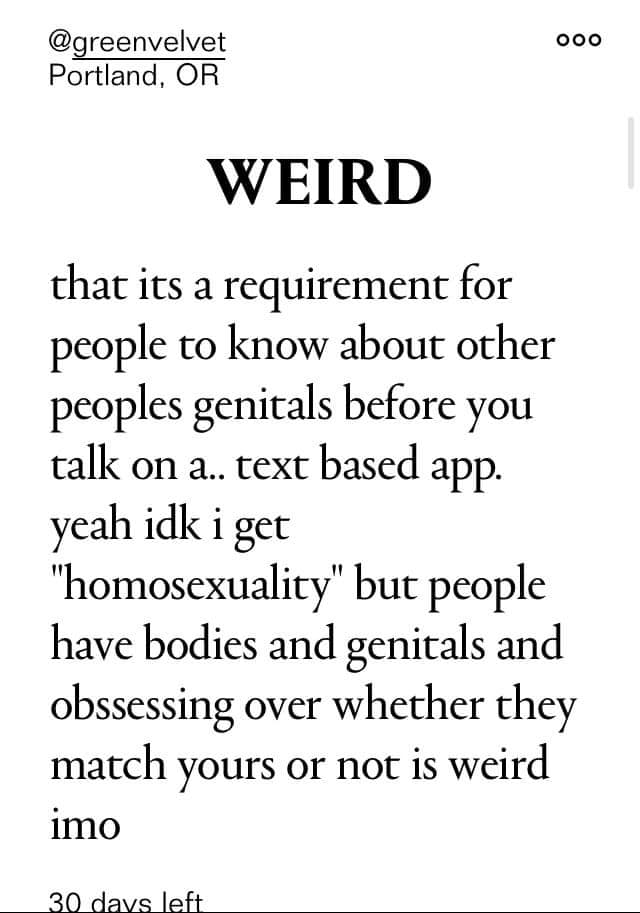 @greenvelvet
Portland, OR
WEIRD
that its a requirement for
people to know about other
peoples genitals before you
talk on a.. text based app.
yeah idk i get
"homosexuality" but people
have bodies and genitals and
obssessing over whether they
match yours or not is weird
imo
30 days left